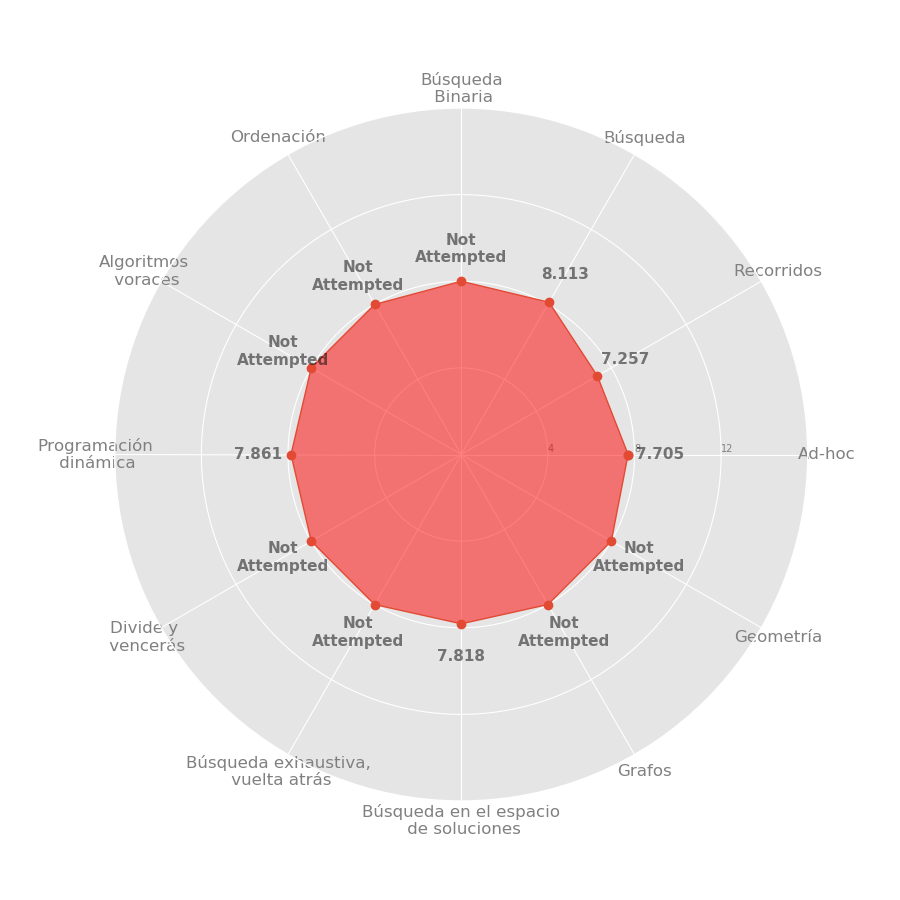 Búsqueda
Binaria
Ordenación
Búsqueda
Algoritmos
voraces
Recorridos
Not
Attempted
Not
Attempted
8.113
Not
Attempted
7.257
Programación
dinámica
7.861
4
8
12
7.705
Ad-hoc
Not
Attempted
Not
Attempted
Divide y
vencerás
Geometría
Not
Attempted
7.818
Not
Attempted
Búsqueda exhaustiva,
vuelta atrás
Grafos
Búsqueda en el espacio
de soluciones